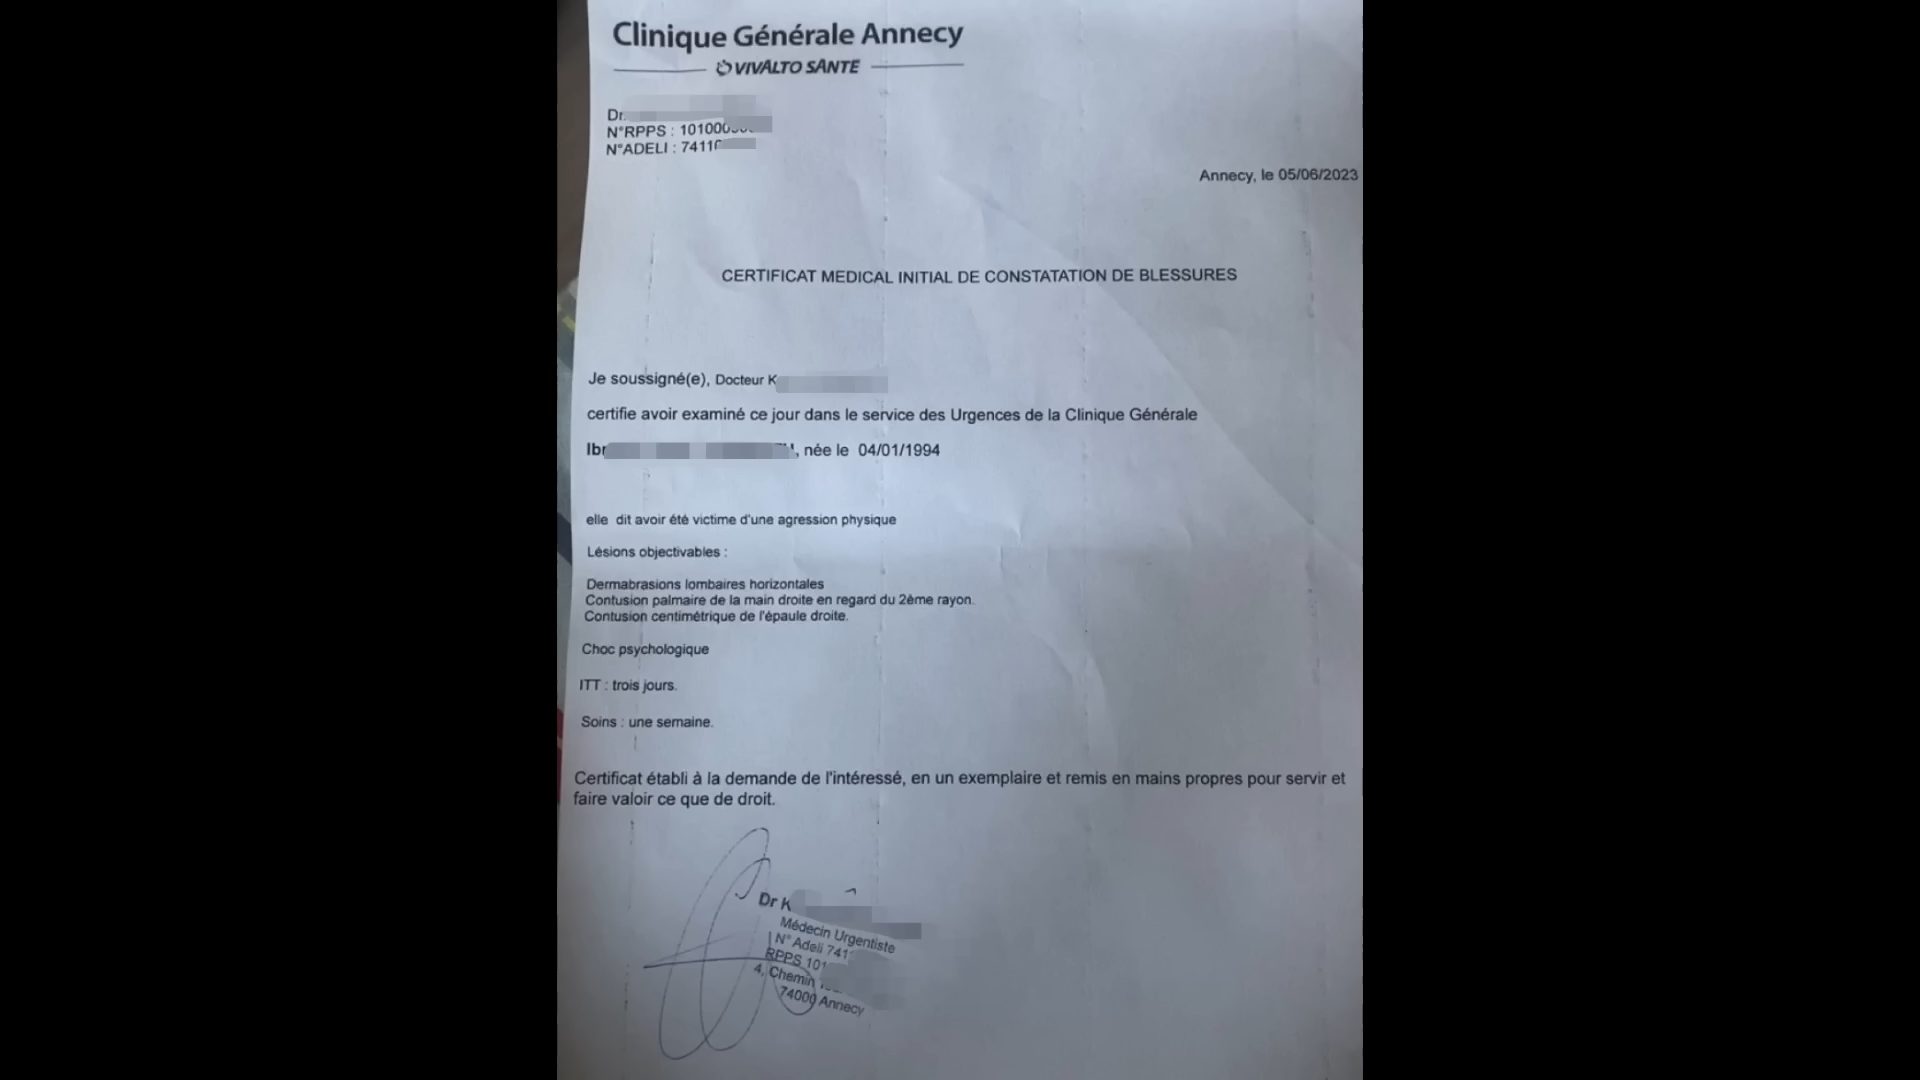 Clinique Générale Annecy
VIVALTO SANTE
Dr.
N°RPPS : 101000
N°ADELI : 7411
Annecy, le 05/06/2023
CERTIFICAT MEDICAL INITIAL DE CONSTATATION DE BLESSURES
Je soussigné(e), Docteur K
certifie avoir examiné ce jour dans le service des Urgences de la Clinique Générale
Ibr , née le 04/01/1994
elle dit avoir été victime d'une agression physique
Lésions objectivables :
Dermabrasions lombaires horizontales
Contusion palmaire de la main droite en regard du 2ème rayon.
Contusion centimétrique de l'épaule droite.
Choc psychologique
ITT : trois jours.
Soins : une semaine.
Certificat établi à la demande de l'intéressé, en un exemplaire et remis en mains propres pour servir et
faire valoir ce que de droit.
Dr K
Médecin Urgentiste
N° Adeli 741
RPPS 101
4, Chemin
74000 Annecy